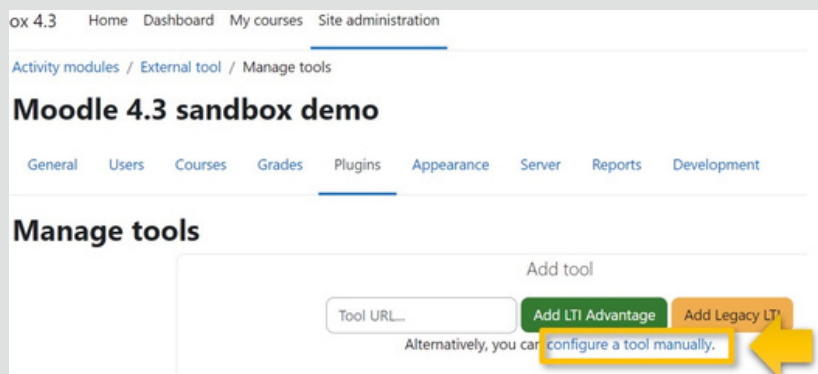 ox 4.3 Home Dashboard My courses Site administration
Activity modules / External tool / Manage tools
Moodle 4.3 sandbox demo
General Users Courses Grades Plugins Appearance Server Reports Development
Manage tools
Add tool
Tool URL... Add LTI Advantage Add Legacy LTI
Alternatively, you can configure a tool manually.